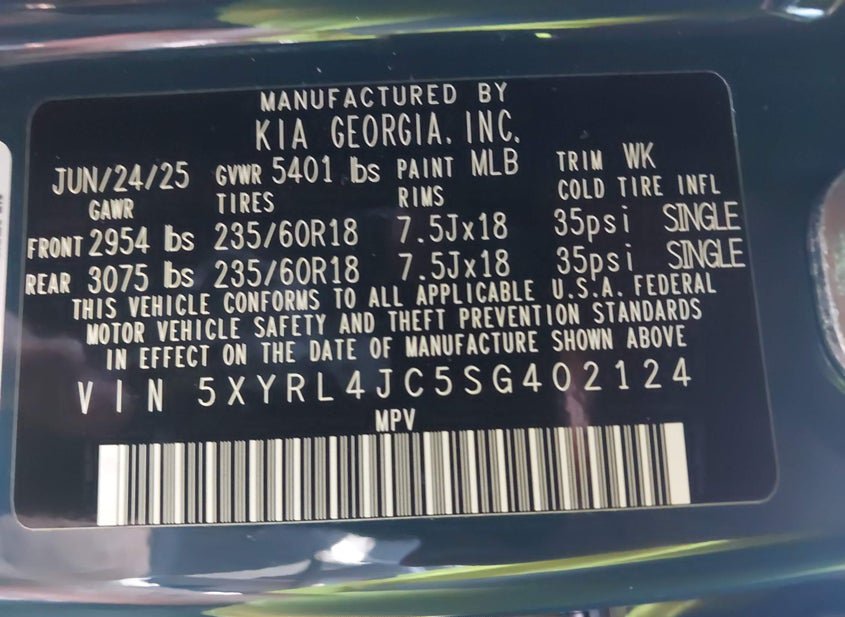 MANUFACTURED BY
KIA GEORGIA, INC.
JUN/24/25 GVWR 5401 lbs PAINT MLB TRIM WK
GAWR TIRES RIMS COLD TIRE INFL
FRONT 2954 lbs 235/60R18 7.5Jx18 35psi SINGLE
REAR 3075 lbs 235/60R18 7.5Jx18 35psi SINGLE
THIS VEHICLE CONFORMS TO ALL APPLICABLE U.S.A. FEDERAL
MOTOR VEHICLE SAFETY AND THEFT PREVENTION STANDARDS
IN EFFECT ON THE DATE OF MANUFACTURE SHOWN ABOVE
VIN 5XYRL4JC5SG402124
MPV